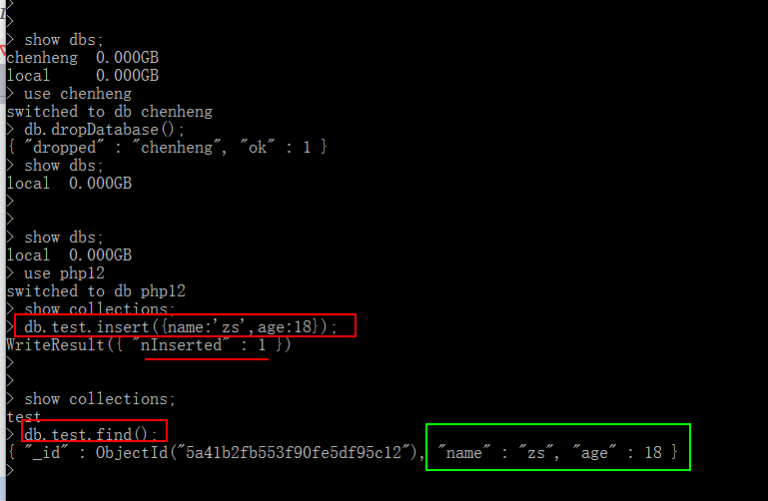 >
>
> show dbs;
chenheng  0.000GB
local     0.000GB
> use chenheng
switched to db chenheng
> db.dropDatabase();
{ "dropped" : "chenheng", "ok" : 1 }
> show dbs;
local  0.000GB
>
>
> show dbs;
local  0.000GB
> use php12
switched to db php12
> show collections;
> db.test.insert({name:'zs',age:18});
WriteResult({ "nInserted" : 1 })
>
>
> show collections;
test
> db.test.find();
{ "_id" : ObjectId("5a41b2fb553f90fe5df95c12"), "name" : "zs", "age" : 18 }
>